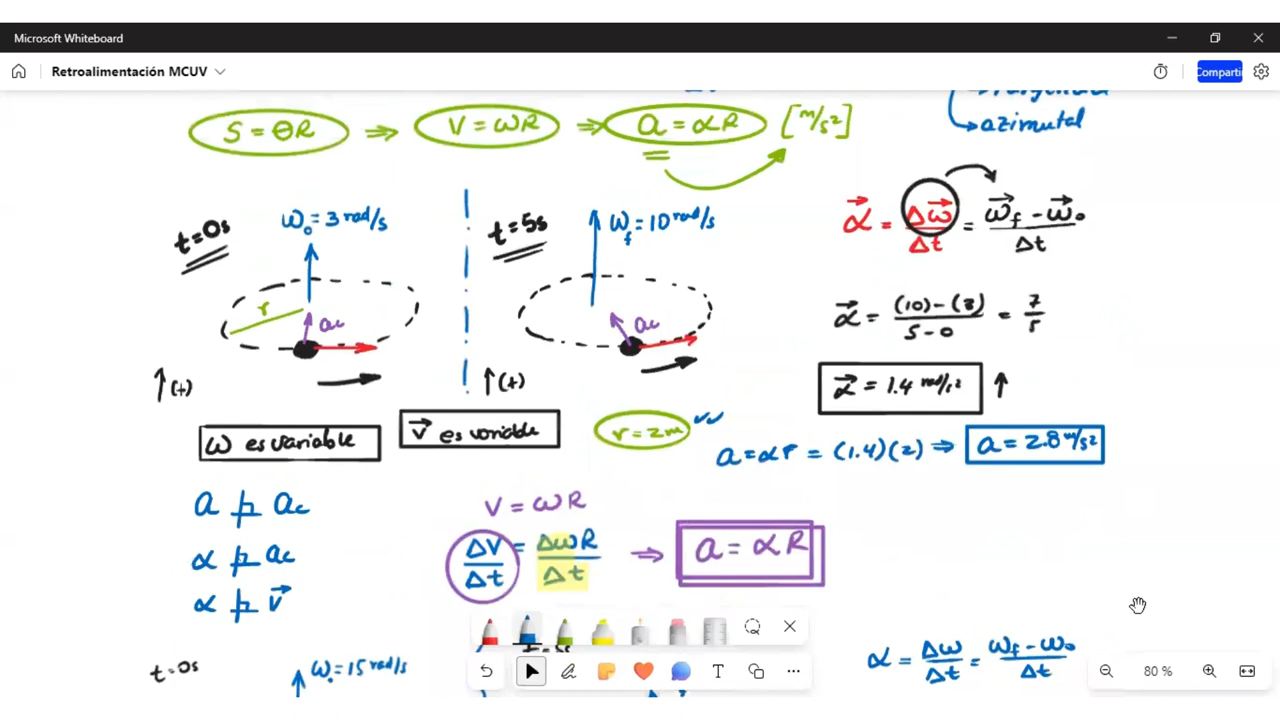 Microsoft Whiteboard
Retroalimentación MCUV
Compartir
S = θR ⇒ V = ωR ⇒ a = αR [m/s²]
azimutal
t=0s
ω₀ = 3 rad/s
r
ac
↑(+)
t=5s
ωf = 10 rad/s
ac
↑(+)
α⃗ = Δω⃗/Δt = (ω⃗f - ω⃗₀)/Δt
α⃗ = ((10)-(3))/(5-0) = 7/5
α⃗ = 1.4 rad/s² ↑
ω es variable
v⃗ es variable
r = 2m
a = αr = (1.4)(2) ⇒ a = 2.8 m/s²
a ac
α ac
α v⃗
V = ωR
ΔV/Δt = ΔωR/Δt ⇒ a = αR
t=0s
ω₀ = 15 rad/s
α = Δω/Δt = (ωf - ω₀)/Δt
80 %